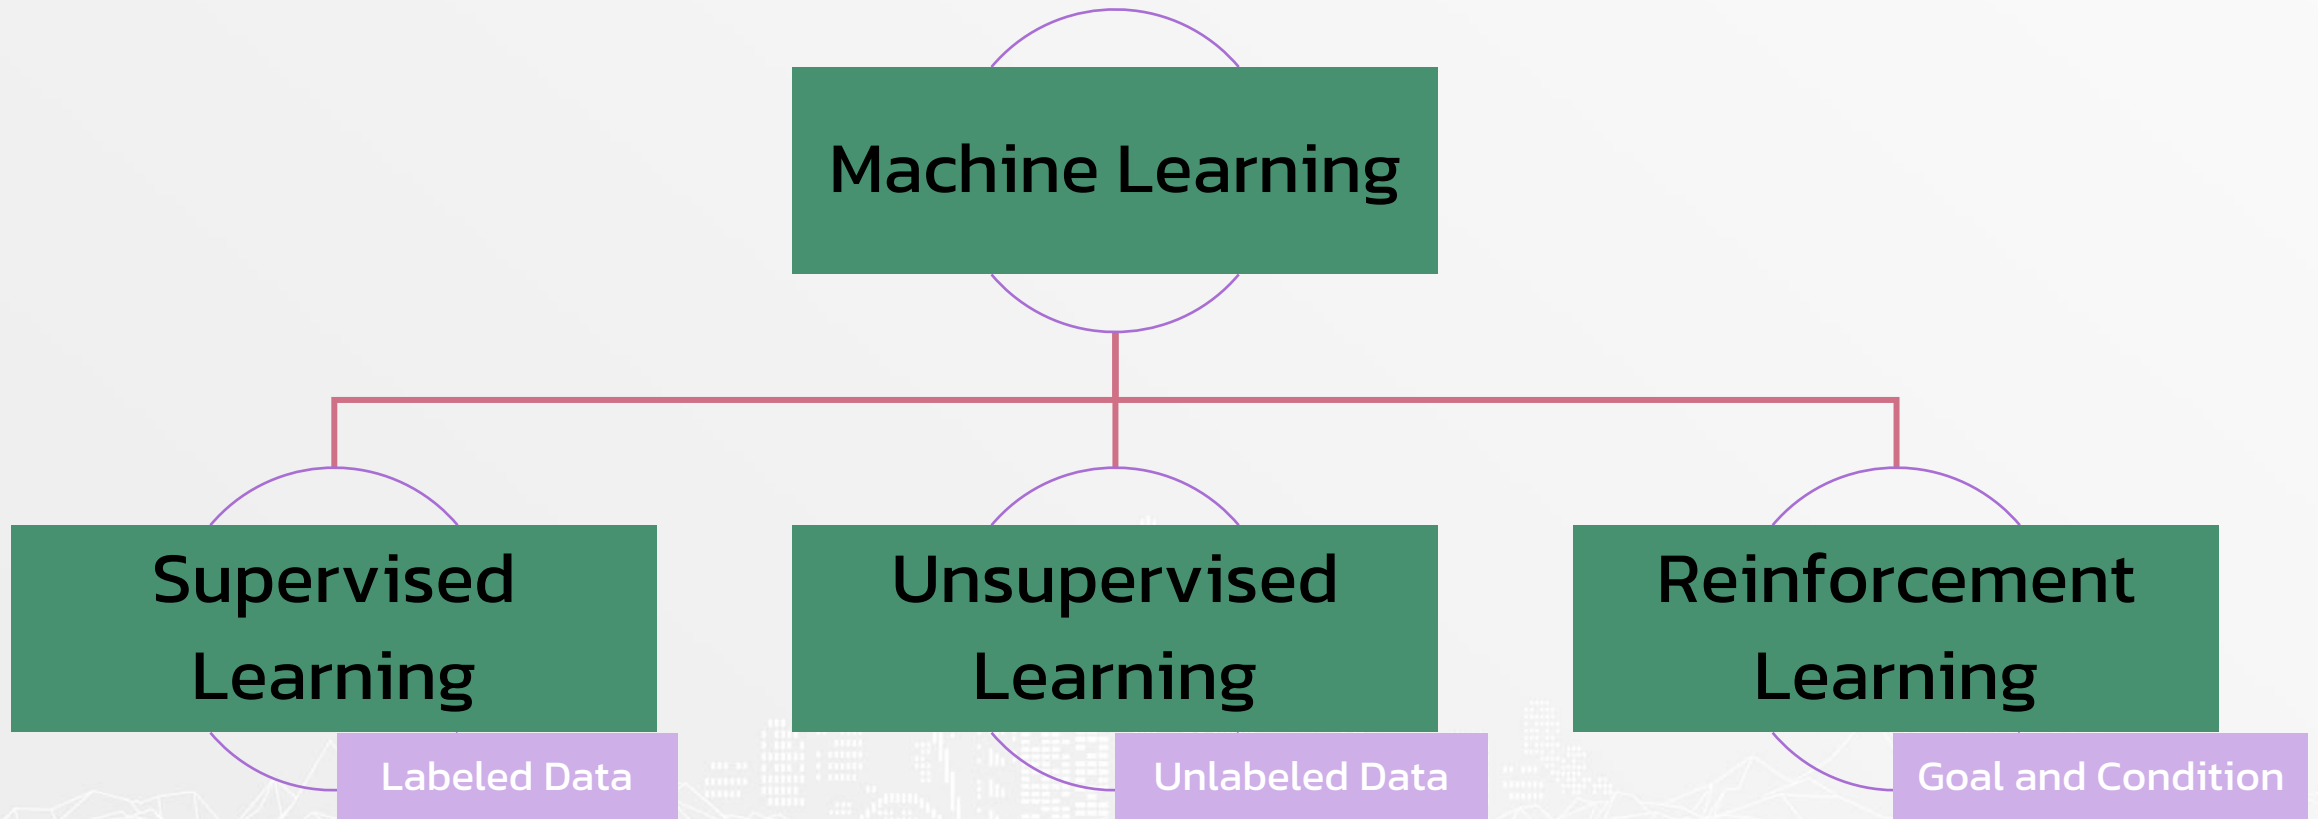 Machine Learning
Supervised
Learning
Labeled Data
Unsupervised
Learning
Unlabeled Data
Reinforcement
Learning
Goal and Condition